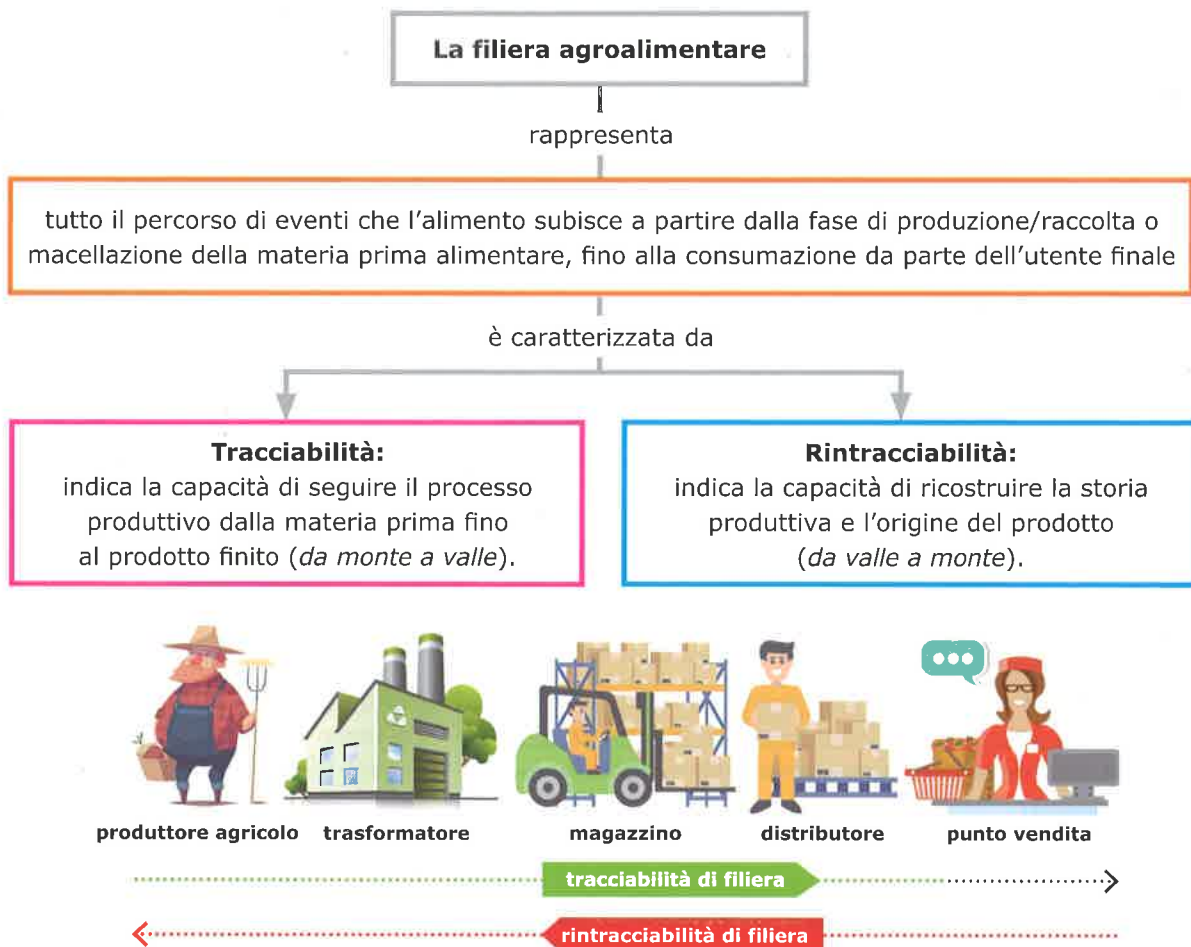 La filiera agroalimentare
rappresenta
tutto il percorso di eventi che l'alimento subisce a partire dalla fase di produzione/raccolta o
macellazione della materia prima alimentare, fino alla consumazione da parte dell'utente finale
è caratterizzata da
Tracciabilità:
indica la capacità di seguire il processo
produttivo dalla materia prima fino
al prodotto finito (da monte a valle).
Rintracciabilità:
indica la capacità di ricostruire la storia
produttiva e l'origine del prodotto
(da valle a monte).
produttore agricolo
trasformatore
magazzino
distributore
punto vendita
tracciabilità di filiera
rintracciabilità di filiera